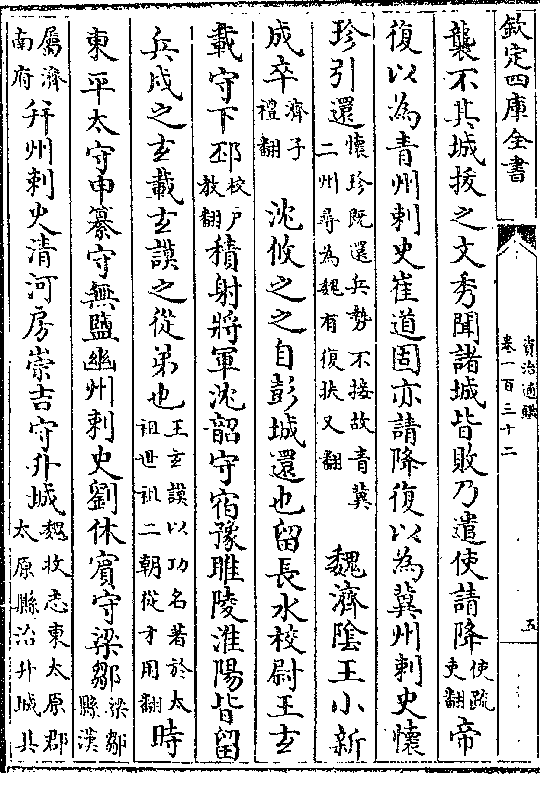 欽定四庫全書
資治通鑑
卷一百三十二
五
襲不其城拔之文秀聞諸城皆敗乃遣使請降使疏吏翻帝
復以為青州刺史崔道固亦請降復以為冀州刺史懷
珍引還懷珍既還兵勢不接故青冀二州尋為魏有復扶又翻 魏濟陰王小新
成卒濟子禮翻 沈攸之之自彭城還也留長水校尉王玄
載守下邳校戶教翻積射將軍沈韶守宿豫睢陵淮陽皆留
兵戍之玄載玄謨之從弟也王玄謨以功名著於太祖世祖二朝從才用翻時
東平太守申纂守無鹽幽州刺史劉休賓守梁鄒梁鄒縣漢
屬濟南府并州刺史清河房崇吉守升城魏收志東太原郡太原縣治升城其